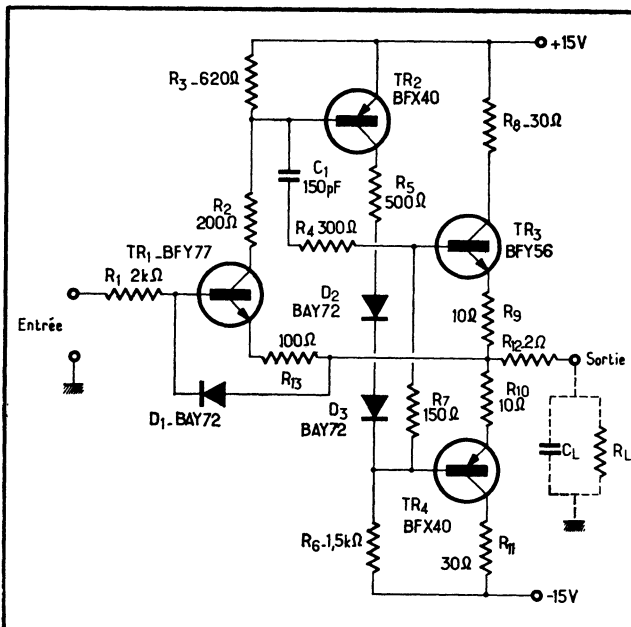 +15V
R3_620Ω
TR2
BFX40
R8_30Ω
C1
150pF
R5
500Ω
R2
200Ω
R4 300Ω
TR3
BFY56
TR1_BFY77
R1 2kΩ
D2
BAY72
10Ω
R9
Entrée
100Ω
R12_2Ω
Sortie
R13
D1_BAY72
D3
BAY72
R7
150Ω
R10
10Ω
CL
RL
TR4
BFX40
R6_1,5kΩ
R11
30Ω
-15V